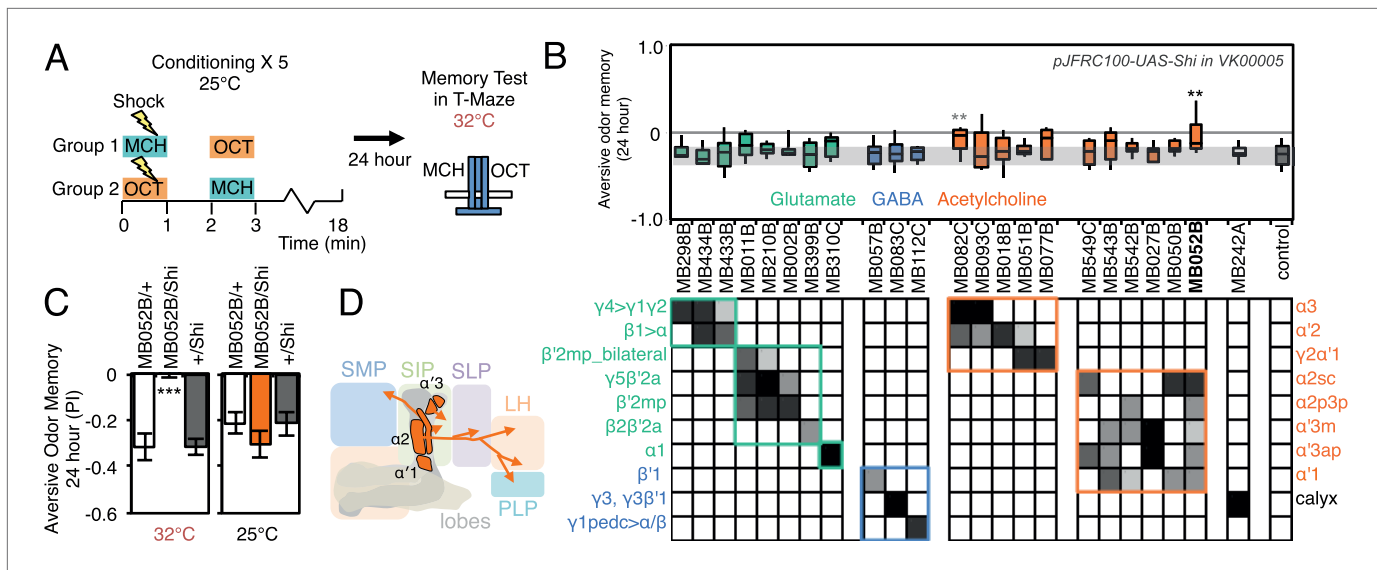 A
Conditioning X 5
25°C
Shock
Group 1
MCH
OCT
Group 2
OCT
MCH
0
1
2
3
18
Time (min)
24 hour
Memory Test
in T-Maze
32°C
MCH
OCT
B
Aversive odor memory
(24 hour)
1.0
0
-1.0
pJFRC100-UAS-Shi in VK00005
**
**
Glutamate
GABA
Acetylcholine
MB298B
MB434B
MB433B
MB011B
MB210B
MB002B
MB399B
MB310C
MB057B
MB083C
MB112C
MB082C
MB093C
MB018B
MB051B
MB077B
MB549C
MB543B
MB542B
MB027B
MB050B
MB052B
MB242A
control
γ4>γ1γ2
β1>α
β'2mp_bilateral
γ5β'2a
β'2mp
β2β'2a
α1
β'1
γ3, γ3β'1
γ1pedc>α/β
α3
α'2
γ2α'1
α2sc
α2p3p
α'3m
α'3ap
α'1
calyx
C
MB052B/+
MB052B/Shi
+/Shi
MB052B/+
MB052B/Shi
+/Shi
Aversive Odor Memory
24 hour (PI)
0
-0.2
-0.4
-0.6
***
32°C
25°C
D
SMP
SIP
SLP
LH
PLP
α'3
α2
α'1
lobes